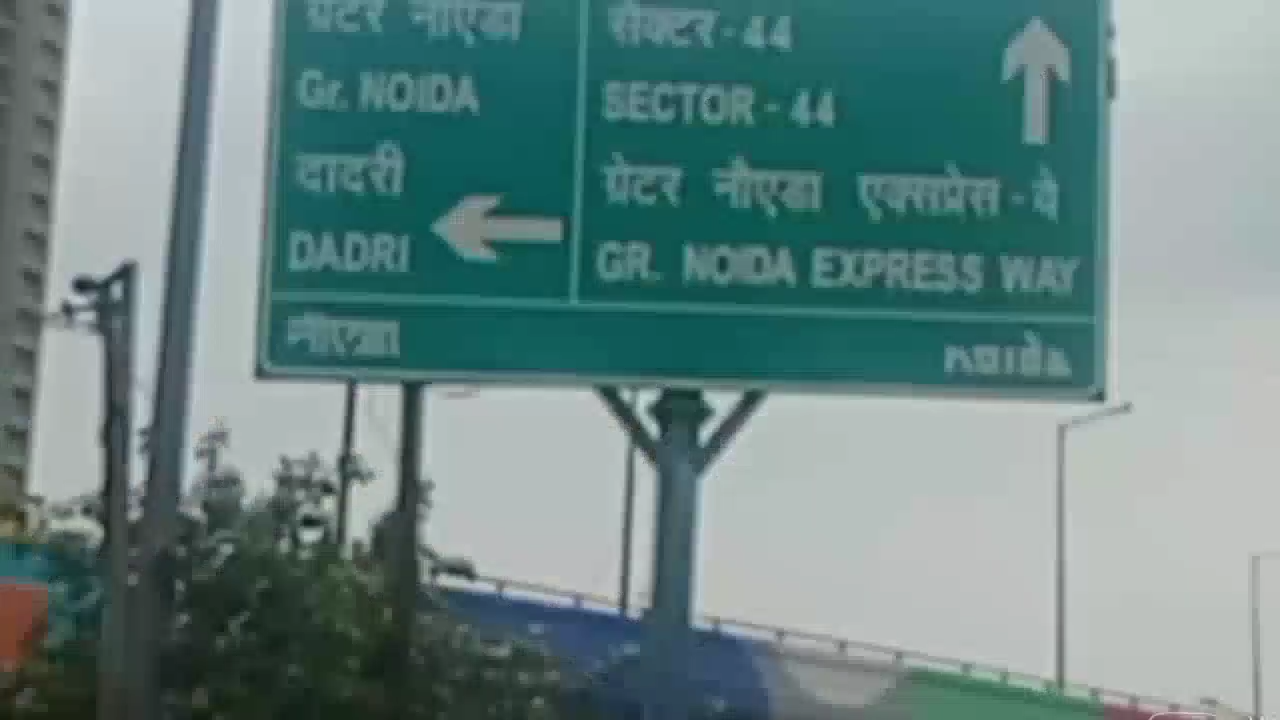 ग्रेटर नौएडा
Gr. NOIDA
दादरी
DADRI
सेक्टर - 44
SECTOR - 44
ग्रेटर नौएडा एक्सप्रेस - वे
GR. NOIDA EXPRESS WAY
नौएडा